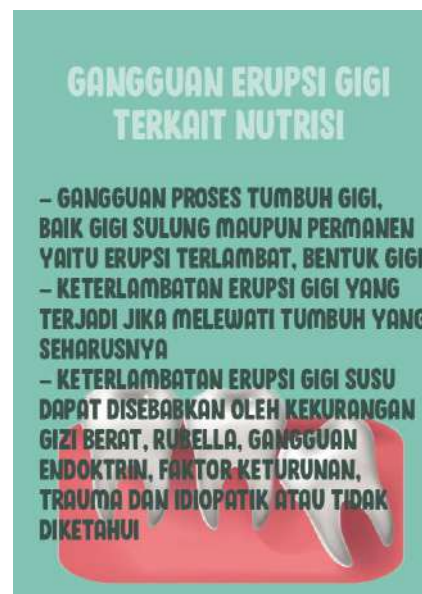 GANGGUAN ERUPSI GIGI
TERKAIT NUTRISI
– GANGGUAN PROSES TUMBUH GIGI,
BAIK GIGI SULUNG MAUPUN PERMANEN
YAITU ERUPSI TERLAMBAT, BENTUK GIGI
– KETERLAMBATAN ERUPSI GIGI YANG
TERJADI JIKA MELEWATI TUMBUH YANG
SEHARUSNYA
– KETERLAMBATAN ERUPSI GIGI SUSU
DAPAT DISEBABKAN OLEH KEKURANGAN
GIZI BERAT, RUBELLA, GANGGUAN
ENDOKTRIN, FAKTOR KETURUNAN,
TRAUMA DAN IDIOPATIK ATAU TIDAK
DIKETAHUI